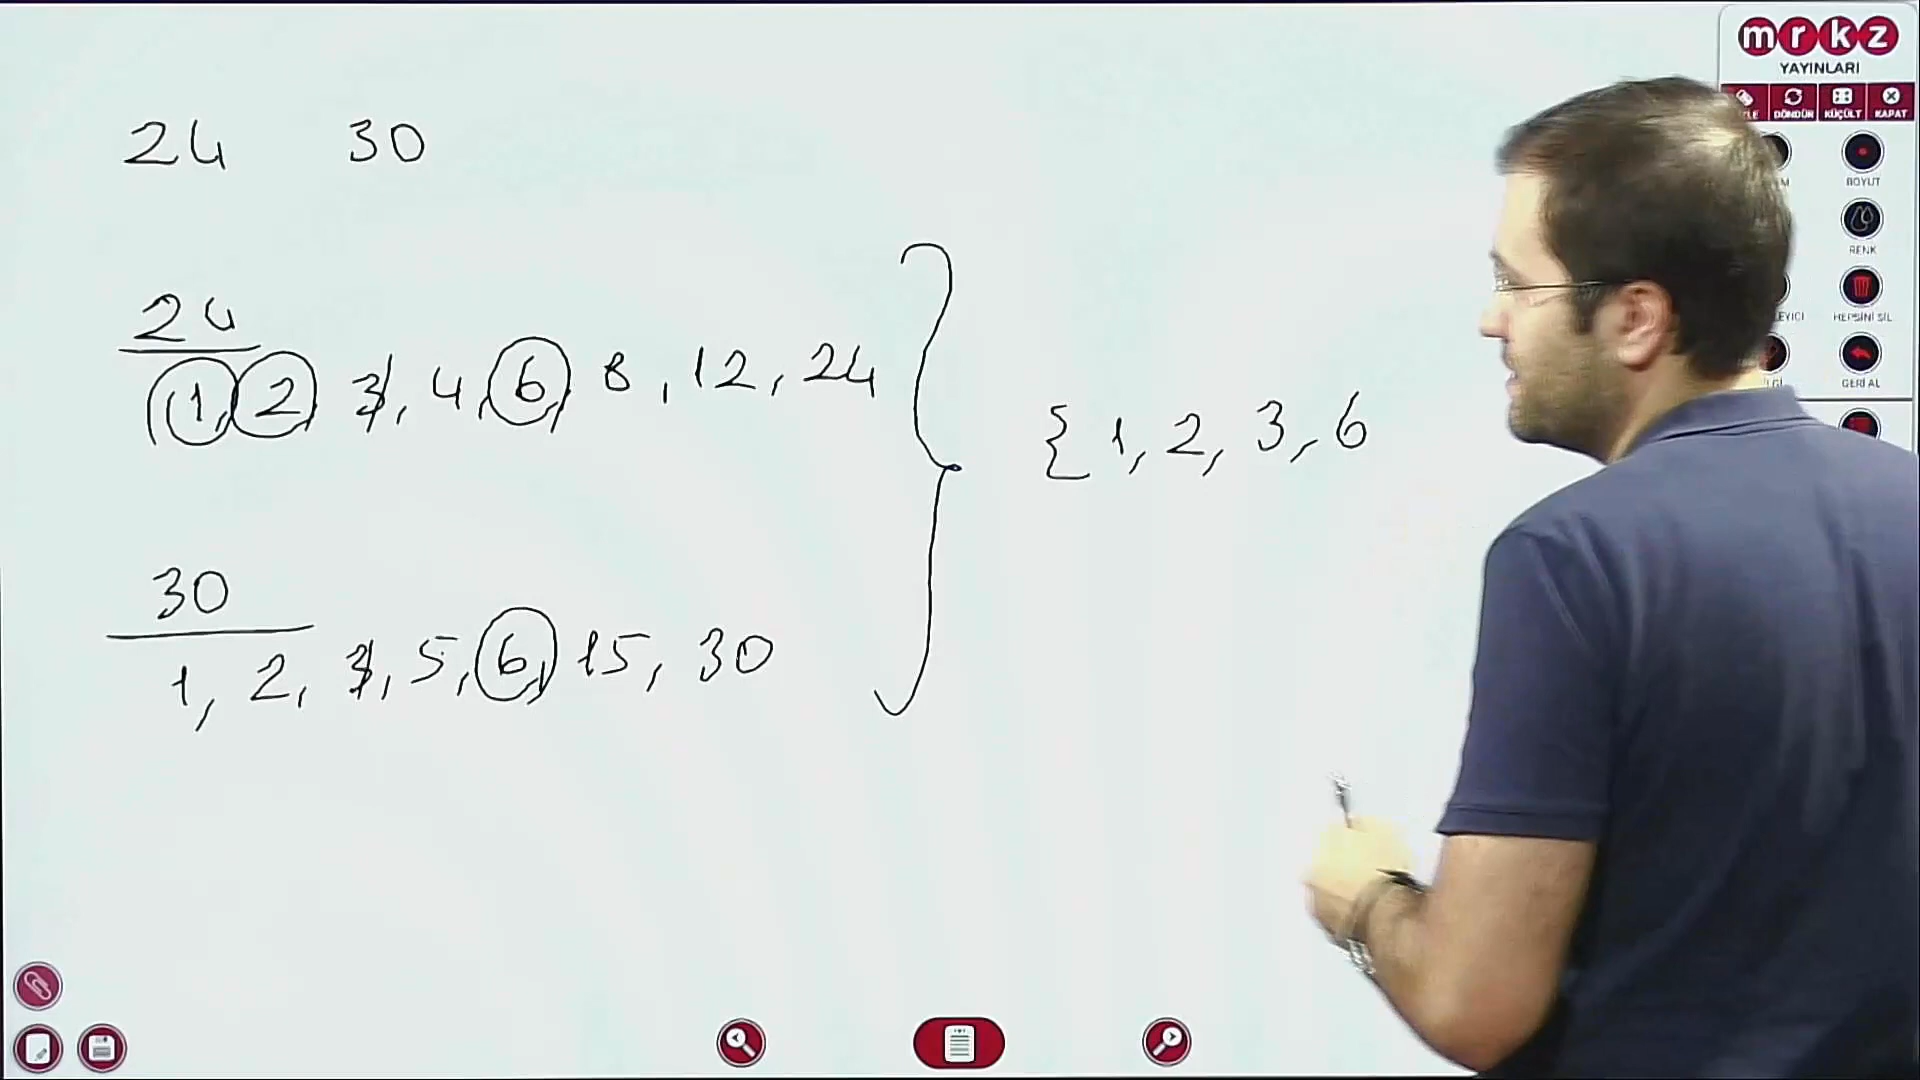 mrkz
YAYINLARI
DÖNDÜR KÜÇÜLT KAPAT
BOYUT
RENK
HEPSİNİ SİL
GERİ AL
24 30
24
1, 2, 3, 4, 6, 8, 12, 24
{ 1, 2, 3, 6
30
1, 2, 3, 5, 6, 15, 30